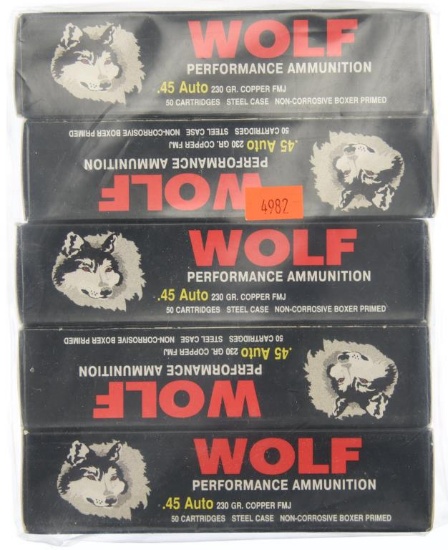 WOLF
PERFORMANCE AMMUNITION
.45 Auto 230 GR. COPPER FMJ
50 CARTRIDGES STEEL CASE NON-CORROSIVE BOXER PRIMED
WOLF
PERFORMANCE AMMUNITION
.45 Auto 230 GR. COPPER FMJ
50 CARTRIDGES STEEL CASE NON-CORROSIVE BOXER PRIMED
4982
WOLF
PERFORMANCE AMMUNITION
.45 Auto 230 GR. COPPER FMJ
50 CARTRIDGES STEEL CASE NON-CORROSIVE BOXER PRIMED
WOLF
PERFORMANCE AMMUNITION
.45 Auto 230 GR. COPPER FMJ
50 CARTRIDGES STEEL CASE NON-CORROSIVE BOXER PRIMED
WOLF
PERFORMANCE AMMUNITION
.45 Auto 230 GR. COPPER FMJ
50 CARTRIDGES STEEL CASE NON-CORROSIVE BOXER PRIMED